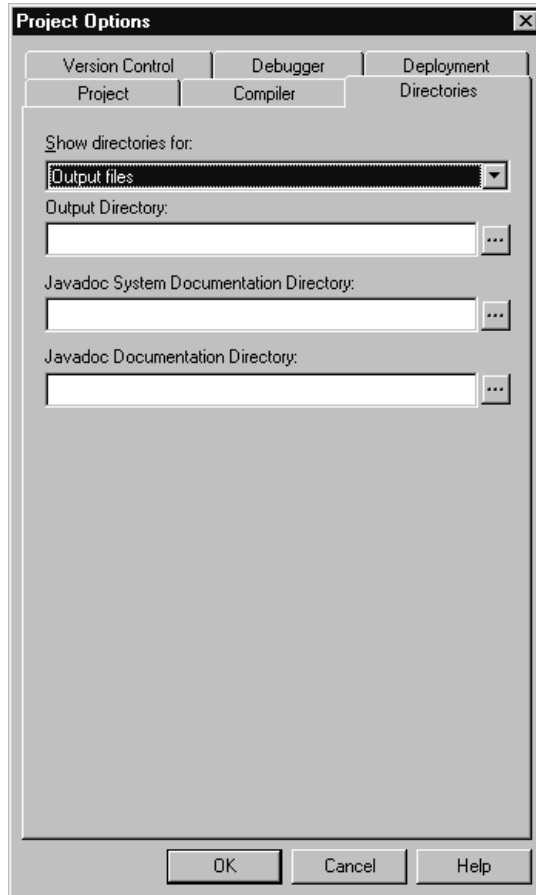 Project Options
Version Control Debugger Deployment
Project Compiler Directories
Show directories for:
Output files
Output Directory:
...
Javadoc System Documentation Directory:
...
Javadoc Documentation Directory:
...
OK Cancel Help